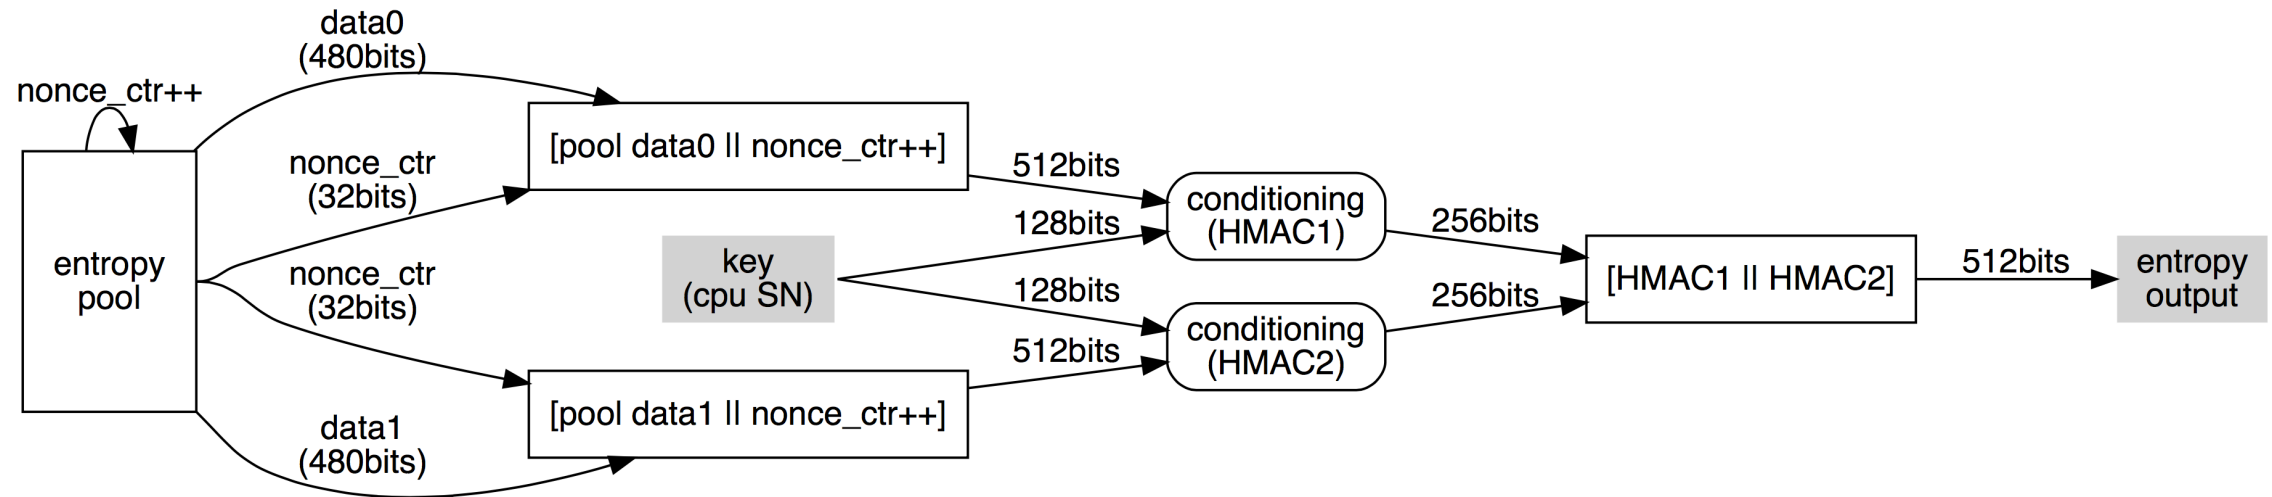 data0
(480bits)
nonce_ctr++
nonce_ctr
(32bits)
[pool data0 || nonce_ctr++]
512bits
conditioning
(HMAC1)
128bits
256bits
entropy
pool
key
(cpu SN)
[HMAC1 || HMAC2]
512bits
entropy
output
nonce_ctr
(32bits)
128bits
256bits
conditioning
(HMAC2)
512bits
[pool data1 || nonce_ctr++]
data1
(480bits)